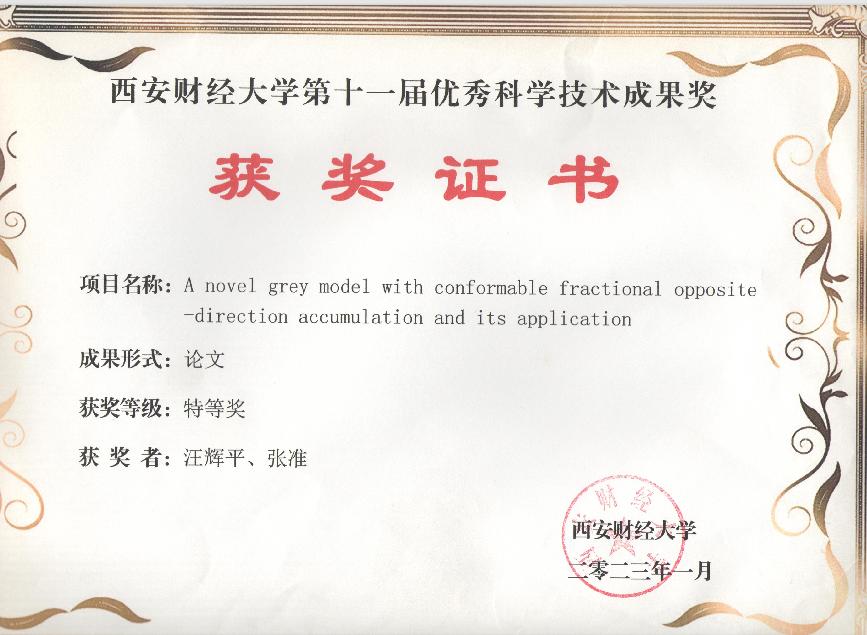 西安财经大学第十一届优秀科学技术成果奖
获奖证书
项目名称：A novel grey model with conformable fractional opposite
-direction accumulation and its application
成果形式：论文
获奖等级：特等奖
获 奖 者：汪辉平、张准
西安财经大学
二零二三年一月